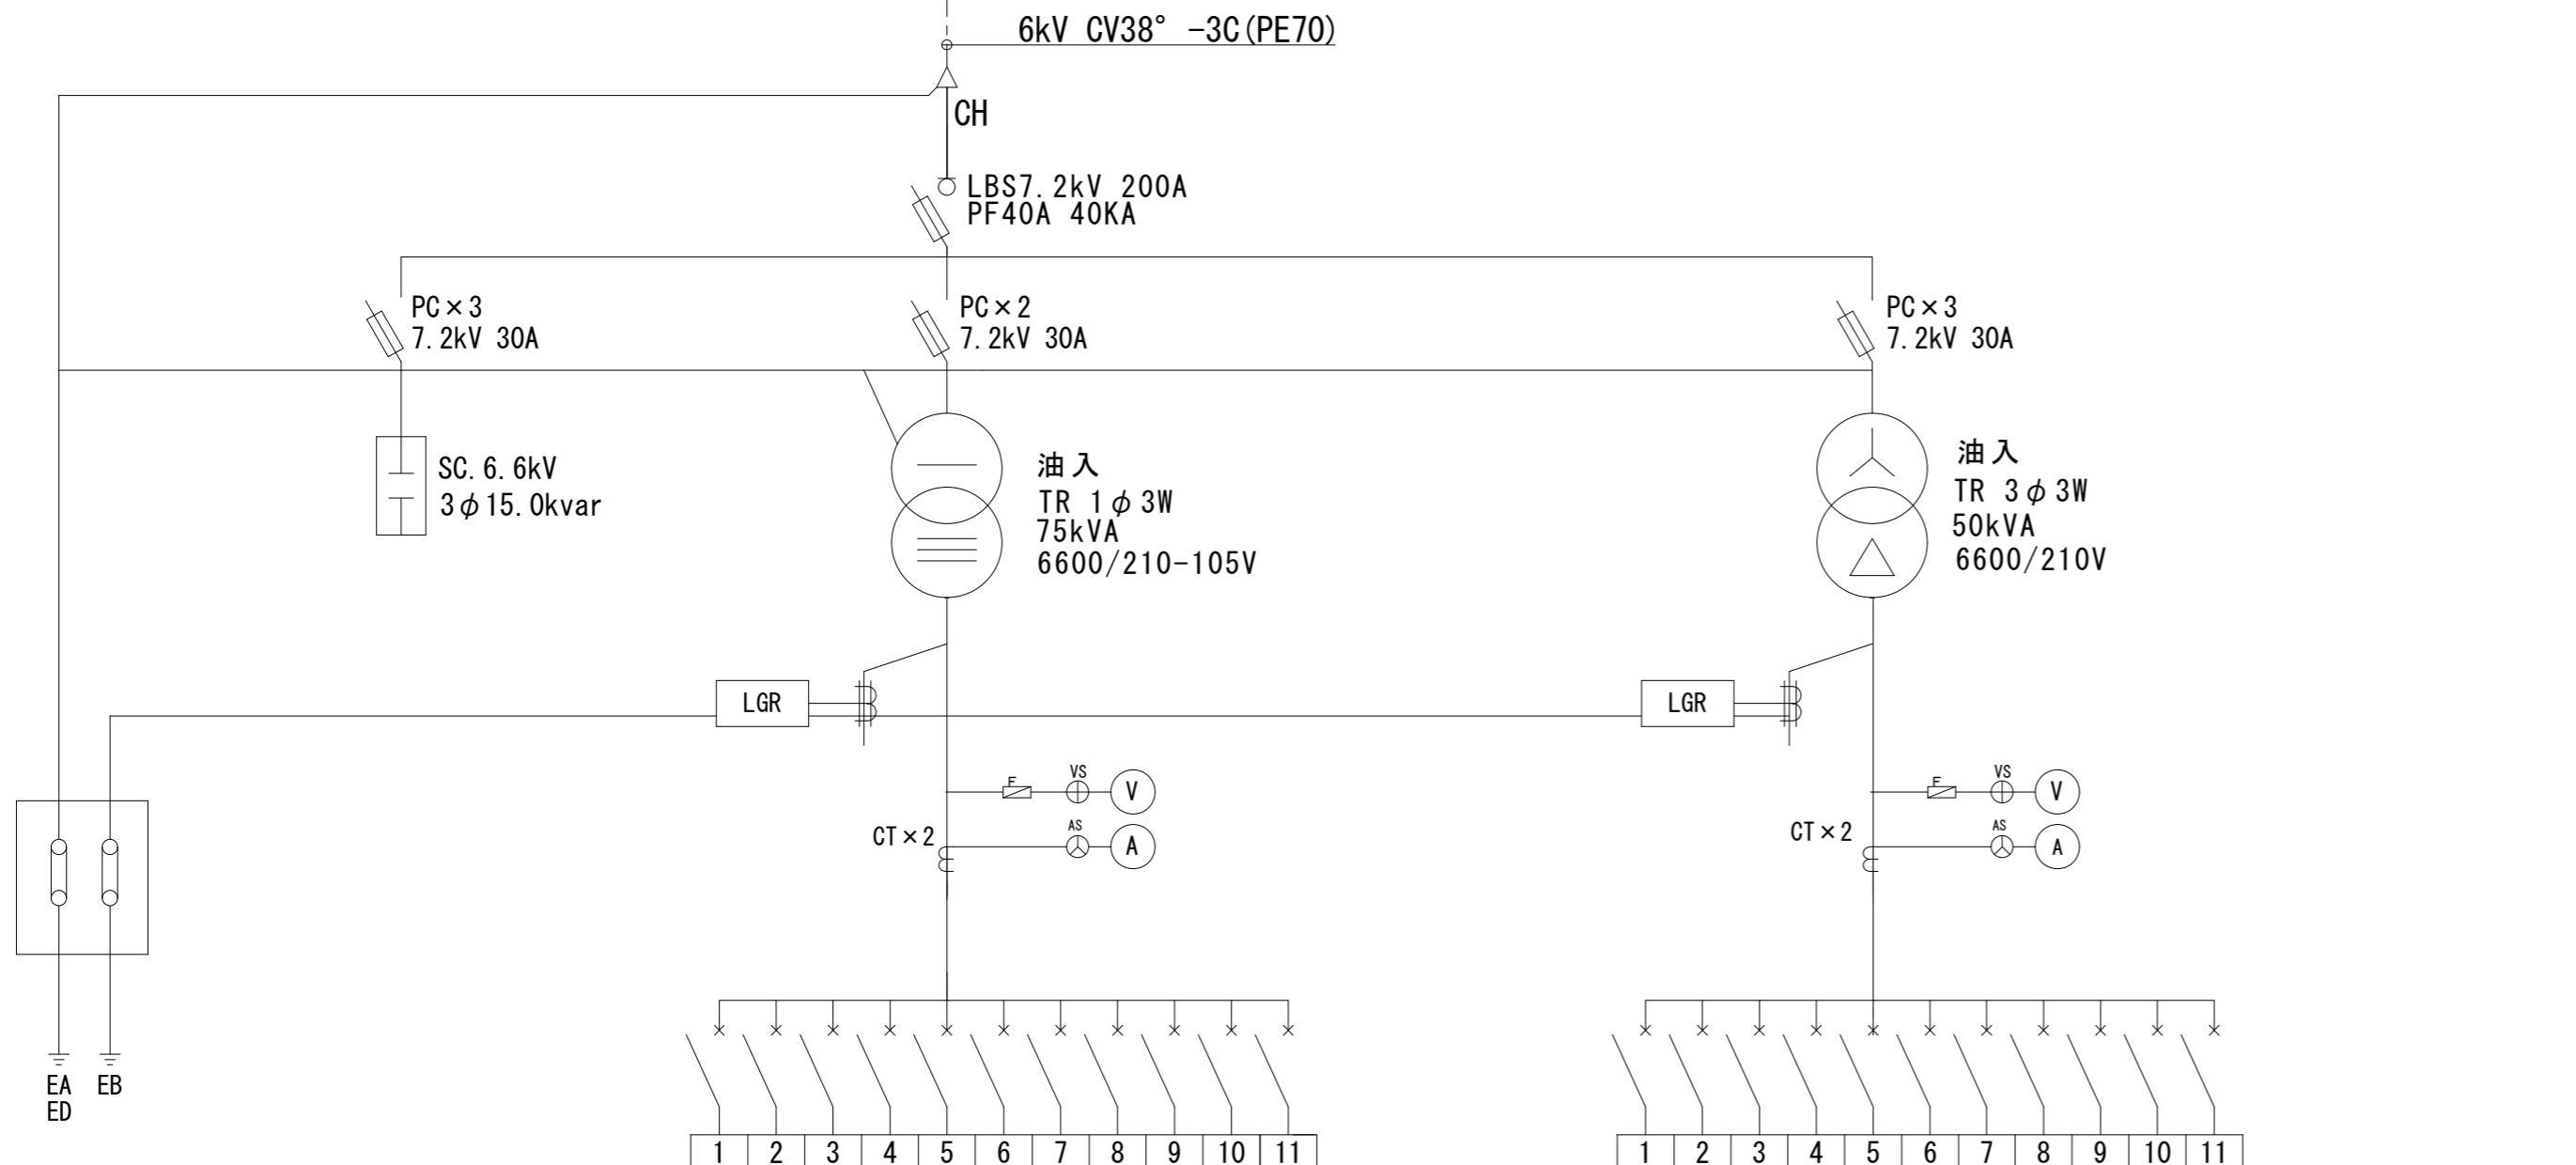 6kV CV38° -3C(PE70)
CH
LBS7.2kV 200A
PF40A 40KA
PC×3
7.2kV 30A
PC×2
7.2kV 30A
PC×3
7.2kV 30A
SC.6.6kV
3φ15.0kvar
油入
TR 1φ3W
75kVA
6600/210-105V
油入
TR 3φ3W
50kVA
6600/210V
LGR
LGR
F
VS
V
CT×2
AS
A
F
VS
V
CT×2
AS
A
EA
ED
EB
1 2 3 4 5 6 7 8 9 10 11
1 2 3 4 5 6 7 8 9 10 11